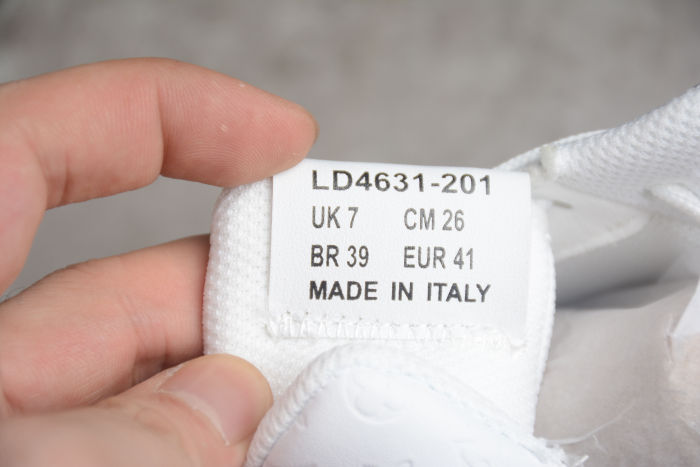 LD4631-201
UK 7 CM 26
BR 39 EUR 41
MADE IN ITALY